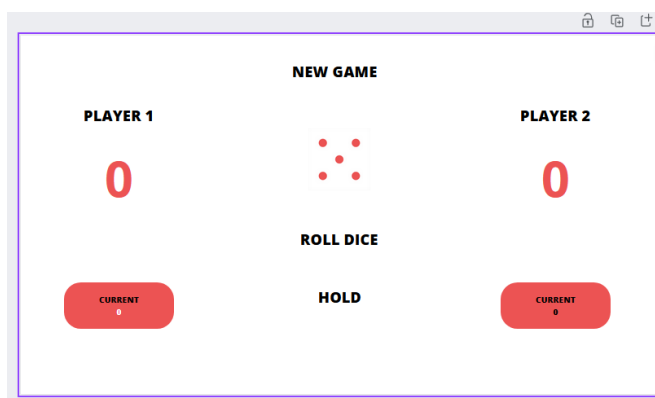 NEW GAME
PLAYER 1
PLAYER 2
0
0
ROLL DICE
HOLD
CURRENT
0
CURRENT
0